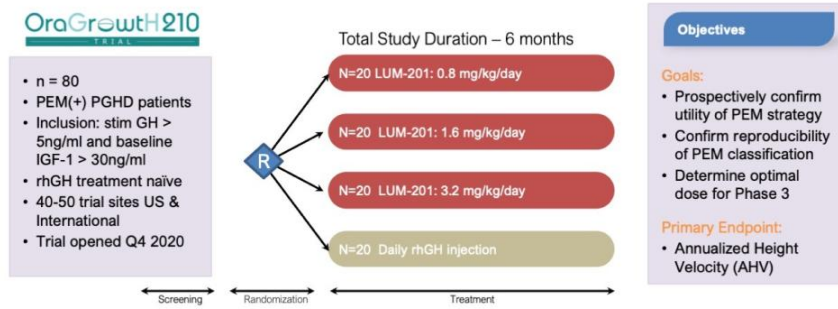 OraGrowtH210
TRIAL
• n = 80
• PEM(+) PGHD patients
• Inclusion: stim GH >
5ng/ml and baseline
IGF-1 > 30ng/ml
• rhGH treatment naïve
• 40-50 trial sites US &
International
• Trial opened Q4 2020
Total Study Duration – 6 months
R
N=20 LUM-201: 0.8 mg/kg/day
N=20 LUM-201: 1.6 mg/kg/day
N=20 LUM-201: 3.2 mg/kg/day
N=20 Daily rhGH injection
Screening
Randomization
Treatment
Objectives
Goals:
• Prospectively confirm
utility of PEM strategy
• Confirm reproducibility
of PEM classification
• Determine optimal
dose for Phase 3
Primary Endpoint:
• Annualized Height
Velocity (AHV)